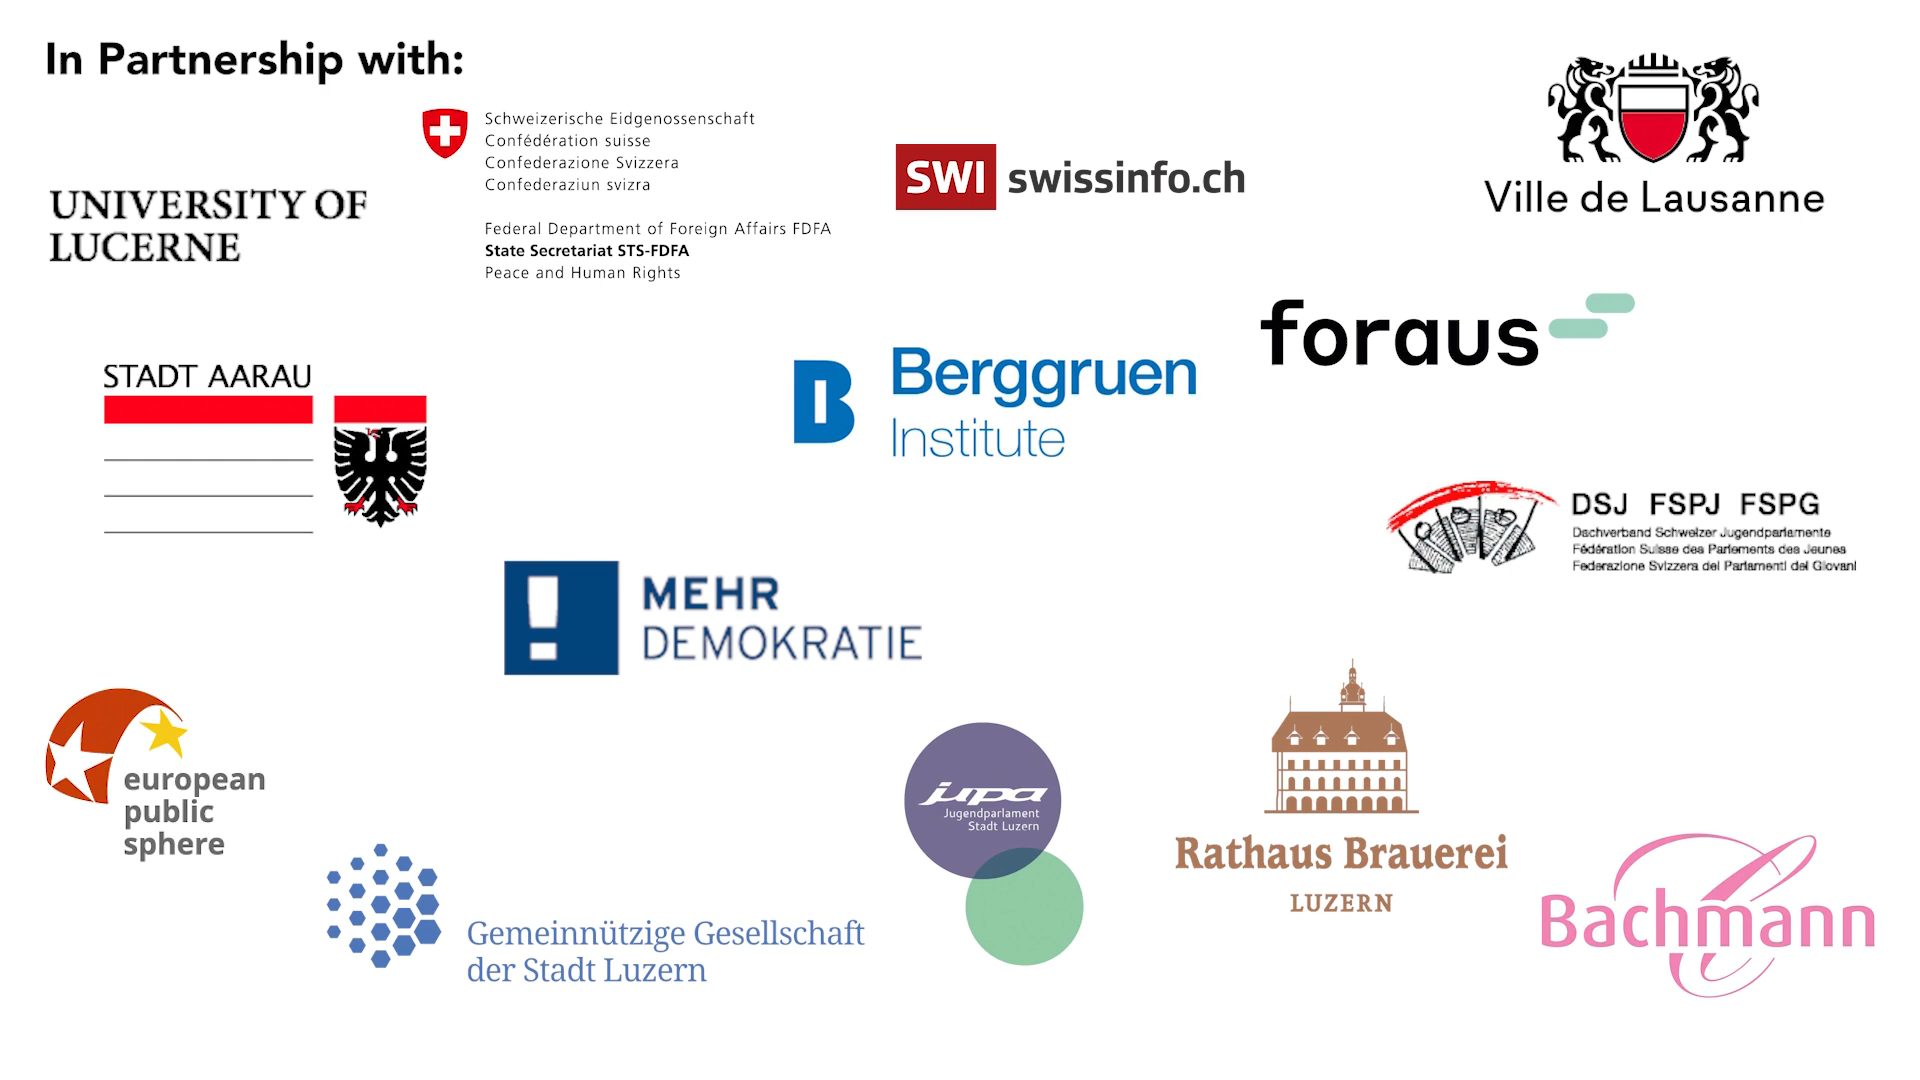 In Partnership with:
UNIVERSITY OF
LUCERNE
Schweizerische Eidgenossenschaft
Confédération suisse
Confederazione Svizzera
Confederaziun svizra
Federal Department of Foreign Affairs FDFA
State Secretariat STS-FDFA
Peace and Human Rights
SWI swissinfo.ch
Ville de Lausanne
STADT AARAU
Berggruen
Institute
foraus
DSJ FSPJ FSPG
Dachverband Schweizer Jugendparlamente
Fédération Suisse des Parlements des Jeunes
Federazione Svizzera dei Parlamenti dei Giovani
MEHR
DEMOKRATIE
european
public
sphere
Gemeinnützige Gesellschaft
der Stadt Luzern
jupa
Jugendparlament
Stadt Luzern
Rathaus Brauerei
LUZERN
Bachmann